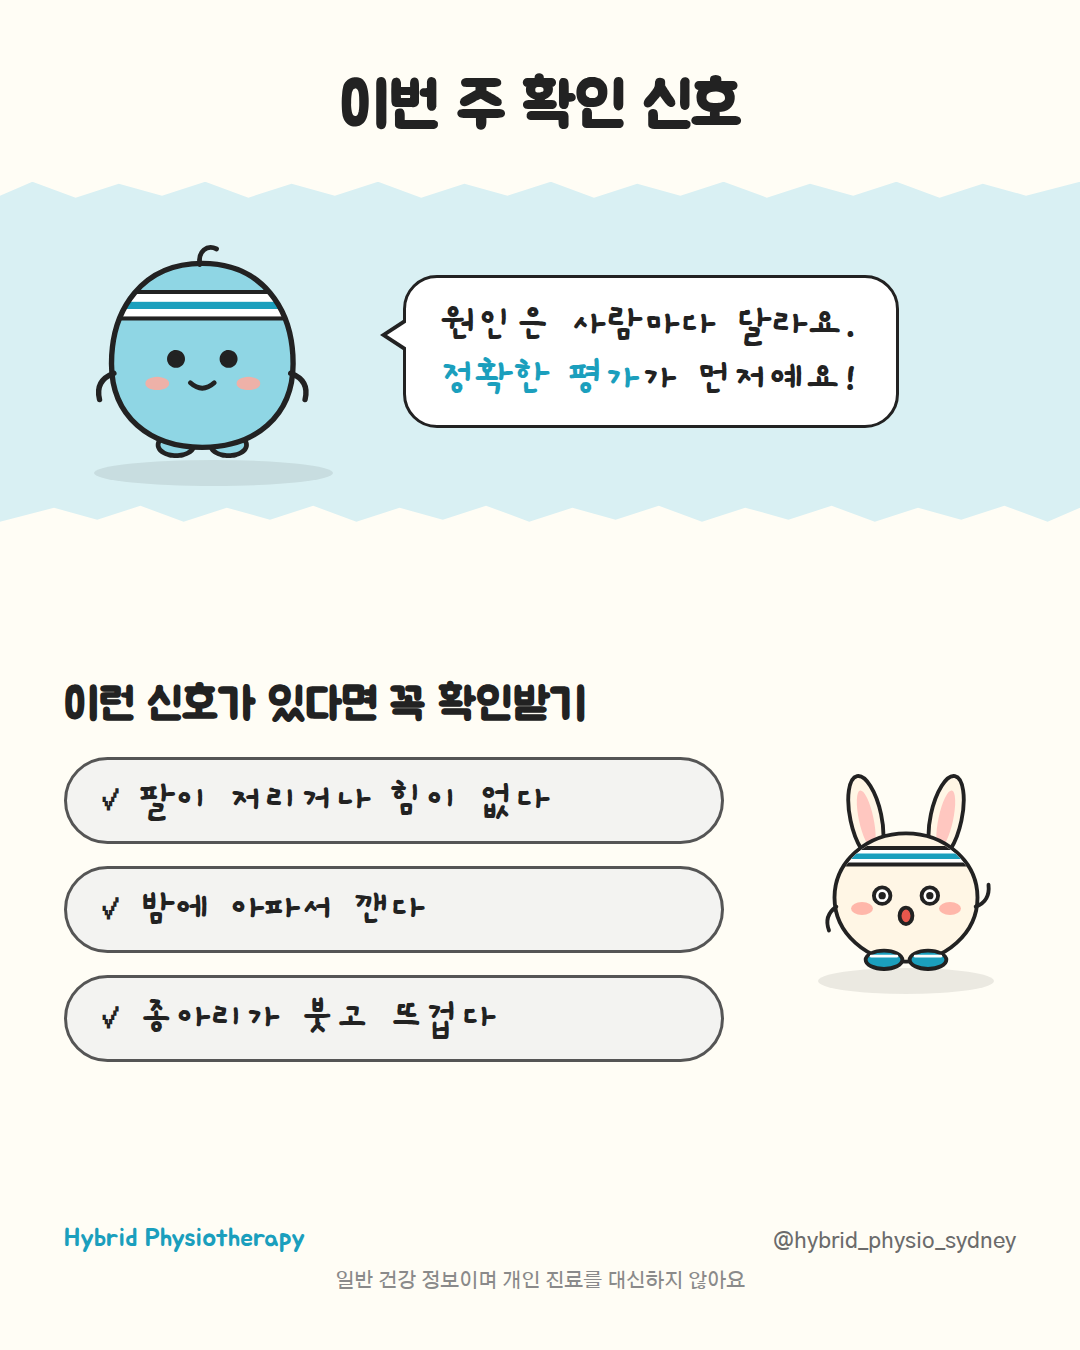 이번 주 확인 신호
원인은 사람마다 달라요.
정확한 평가가 먼저예요!
이런 신호가 있다면 꼭 확인받기
✓ 팔이 저리거나 힘이 없다
✓ 밤에 아파서 깬다
✓ 종아리가 붓고 뜨겁다
Hybrid Physiotherapy
@hybrid_physio_sydney
일반 건강 정보이며 개인 진료를 대신하지 않아요